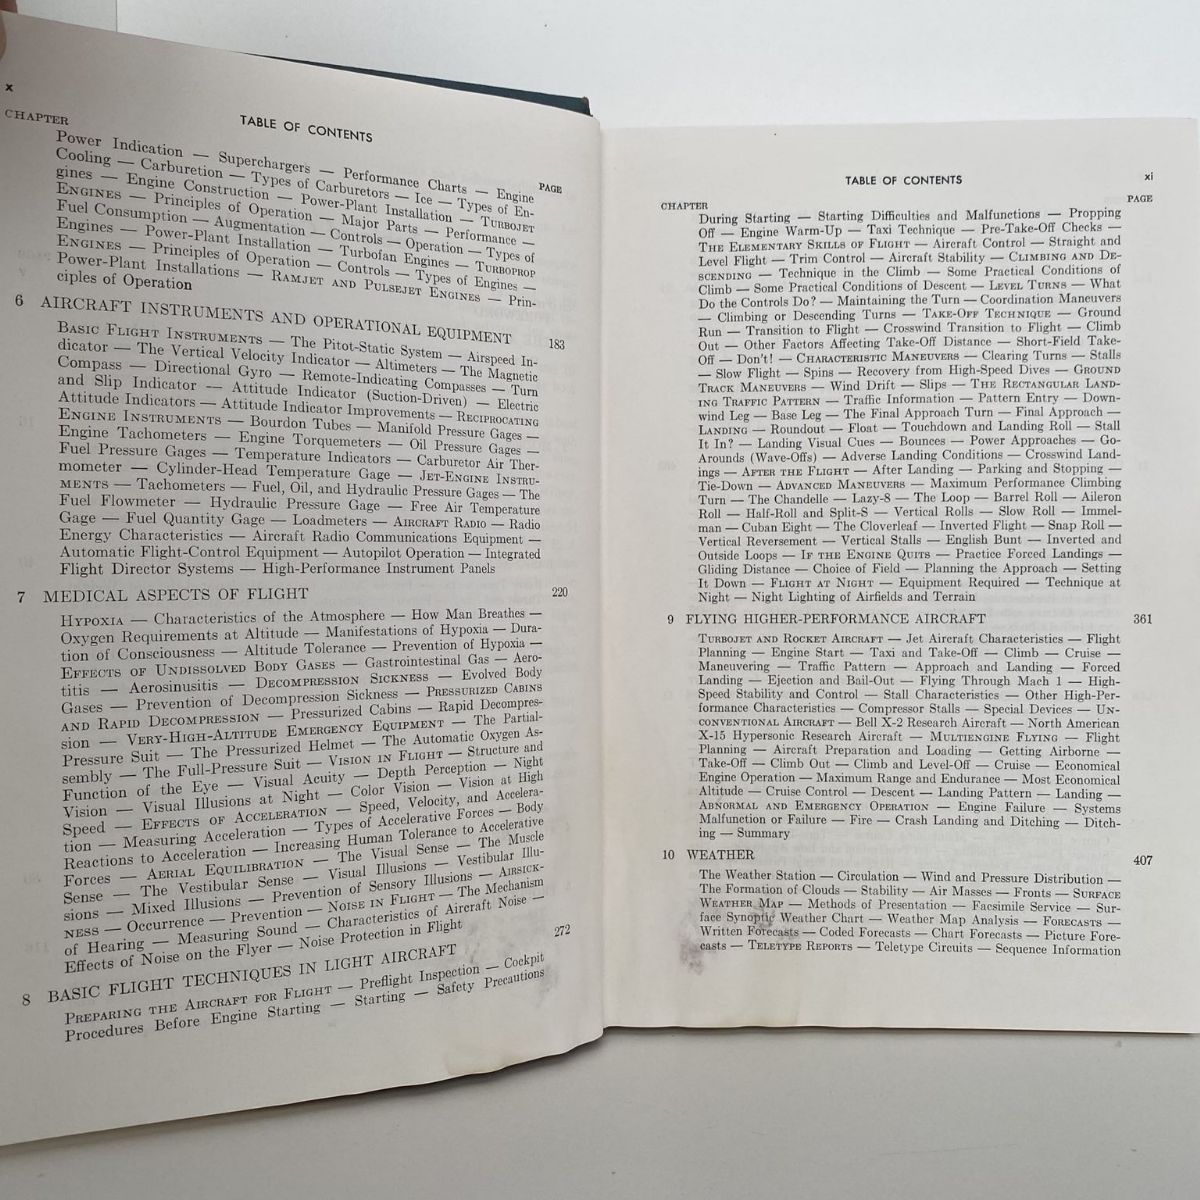 x
TABLE OF CONTENTS
CHAPTER
PAGE
Power Indication — Superchargers — Performance Charts — Engine
Cooling — Carburetion — Types of Carburetors — Ice — Types of En-
gines — Engine Construction — Power-Plant Installation — TURBOJET
ENGINES — Principles of Operation — Major Parts — Performance —
Fuel Consumption — Augmentation — Controls — Operation — Types of
Engines — Power-Plant Installation — Turbofan Engines — TURBOPROP
ENGINES — Principles of Operation — Controls — Types of Engines —
Power-Plant Installations — RAMJET AND PULSEJET ENGINES — Prin-
ciples of Operation
6 AIRCRAFT INSTRUMENTS AND OPERATIONAL EQUIPMENT 183
BASIC FLIGHT INSTRUMENTS — The Pitot-Static System — Airspeed In-
dicator — The Vertical Velocity Indicator — Altimeters — The Magnetic
Compass — Directional Gyro — Remote-Indicating Compasses — Turn
and Slip Indicator — Attitude Indicator (Suction-Driven) — Electric
Attitude Indicators — Attitude Indicator Improvements — RECIPROCATING
ENGINE INSTRUMENTS — Bourdon Tubes — Manifold Pressure Gages —
Engine Tachometers — Engine Torquemeters — Oil Pressure Gages —
Fuel Pressure Gages — Temperature Indicators — Carburetor Air Ther-
mometer — Cylinder-Head Temperature Gage — JET-ENGINE INSTRU-
MENTS — Tachometers — Fuel, Oil, and Hydraulic Pressure Gages — The
Fuel Flowmeter — Hydraulic Pressure Gage — Free Air Temperature
Gage — Fuel Quantity Gage — Loadmeters — AIRCRAFT RADIO — Radio
Energy Characteristics — Aircraft Radio Communications Equipment —
Automatic Flight-Control Equipment — Autopilot Operation — Integrated
Flight Director Systems — High-Performance Instrument Panels
7 MEDICAL ASPECTS OF FLIGHT 220
HYPOXIA — Characteristics of the Atmosphere — How Man Breathes —
Oxygen Requirements at Altitude — Manifestations of Hypoxia — Dura-
tion of Consciousness — Altitude Tolerance — Prevention of Hypoxia —
EFFECTS OF UNDISSOLVED BODY GASES — Gastrointestinal Gas — Aero-
titis — Aerosinusitis — DECOMPRESSION SICKNESS — Evolved Body
Gases — Prevention of Decompression Sickness — PRESSURIZED CABINS
AND RAPID DECOMPRESSION — Pressurized Cabins — Rapid Decompres-
sion — VERY-HIGH-ALTITUDE EMERGENCY EQUIPMENT — The Partial-
Pressure Suit — The Pressurized Helmet — The Automatic Oxygen As-
sembly — The Full-Pressure Suit — VISION IN FLIGHT — Structure and
Function of the Eye — Visual Acuity — Depth Perception — Night
Vision — Visual Illusions at Night — Color Vision — Vision at High
Speed — EFFECTS OF ACCELERATION — Speed, Velocity, and Accelera-
tion — Measuring Acceleration — Types of Accelerative Forces — Body
Reactions to Acceleration — Increasing Human Tolerance to Accelerative
Forces — AERIAL EQUILIBRATION — The Visual Sense — The Muscle
Sense — The Vestibular Sense — Visual Illusions — Vestibular Illu-
sions — Mixed Illusions — Prevention of Sensory Illusions — AIRSICK-
NESS — Occurrence — Prevention — NOISE IN FLIGHT — The Mechanism
of Hearing — Measuring Sound — Characteristics of Aircraft Noise —
Effects of Noise on the Flyer — Noise Protection in Flight
8 BASIC FLIGHT TECHNIQUES IN LIGHT AIRCRAFT 272
PREPARING THE AIRCRAFT FOR FLIGHT — Preflight Inspection — Cockpit
Procedures Before Engine Starting — Starting — Safety Precautions
TABLE OF CONTENTS xi
CHAPTER PAGE
During Starting — Starting Difficulties and Malfunctions — Propping
Off — Engine Warm-Up — Taxi Technique — Pre-Take-Off Checks —
THE ELEMENTARY SKILLS OF FLIGHT — Aircraft Control — Straight and
Level Flight — Trim Control — Aircraft Stability — CLIMBING AND DE-
SCENDING — Technique in the Climb — Some Practical Conditions of
Climb — Some Practical Conditions of Descent — LEVEL TURNS — What
Do the Controls Do? — Maintaining the Turn — Coordination Maneuvers
— Climbing or Descending Turns — TAKE-OFF TECHNIQUE — Ground
Run — Transition to Flight — Crosswind Transition to Flight — Climb
Out — Other Factors Affecting Take-Off Distance — Short-Field Take-
Off — Don't! — CHARACTERISTIC MANEUVERS — Clearing Turns — Stalls
— Slow Flight — Spins — Recovery from High-Speed Dives — GROUND
TRACK MANEUVERS — Wind Drift — Slips — THE RECTANGULAR LAND-
ING TRAFFIC PATTERN — Traffic Information — Pattern Entry — Down-
wind Leg — Base Leg — The Final Approach Turn — Final Approach —
LANDING — Roundout — Float — Touchdown and Landing Roll — Stall
It In? — Landing Visual Cues — Bounces — Power Approaches — Go-
Arounds (Wave-Offs) — Adverse Landing Conditions — Crosswind Land-
ings — AFTER THE FLIGHT — After Landing — Parking and Stopping —
Tie-Down — ADVANCED MANEUVERS — Maximum Performance Climbing
Turn — The Chandelle — Lazy-8 — The Loop — Barrel Roll — Aileron
Roll — Half-Roll and Split-S — Vertical Rolls — Slow Roll — Immel-
man — Cuban Eight — The Cloverleaf — Inverted Flight — Snap Roll —
Vertical Reversement — Vertical Stalls — English Bunt — Inverted and
Outside Loops — IF THE ENGINE QUITS — Practice Forced Landings —
Gliding Distance — Choice of Field — Planning the Approach — Setting
It Down — FLIGHT AT NIGHT — Equipment Required — Technique at
Night — Night Lighting of Airfields and Terrain
9 FLYING HIGHER-PERFORMANCE AIRCRAFT 361
TURBOJET AND ROCKET AIRCRAFT — Jet Aircraft Characteristics — Flight
Planning — Engine Start — Taxi and Take-Off — Climb — Cruise —
Maneuvering — Traffic Pattern — Approach and Landing — Forced
Landing — Ejection and Bail-Out — Flying Through Mach 1 — High-
Speed Stability and Control — Stall Characteristics — Other High-Per-
formance Characteristics — Compressor Stalls — Special Devices — UN-
CONVENTIONAL AIRCRAFT — Bell X-2 Research Aircraft — North American
X-15 Hypersonic Research Aircraft — MULTIENGINE FLYING — Flight
Planning — Aircraft Preparation and Loading — Getting Airborne —
Take-Off — Climb Out — Climb and Level-Off — Cruise — Economical
Engine Operation — Maximum Range and Endurance — Most Economical
Altitude — Cruise Control — Descent — Landing Pattern — Landing —
ABNORMAL AND EMERGENCY OPERATION — Engine Failure — Systems
Malfunction or Failure — Fire — Crash Landing and Ditching — Ditch-
ing — Summary
10 WEATHER 407
The Weather Station — Circulation — Wind and Pressure Distribution —
The Formation of Clouds — Stability — Air Masses — Fronts — SURFACE
WEATHER MAP — Methods of Presentation — Facsimile Service — Sur-
face Synoptic Weather Chart — Weather Map Analysis — FORECASTS —
Written Forecasts — Coded Forecasts — Chart Forecasts — Picture Fore-
casts — TELETYPE REPORTS — Teletype Circuits — Sequence Information